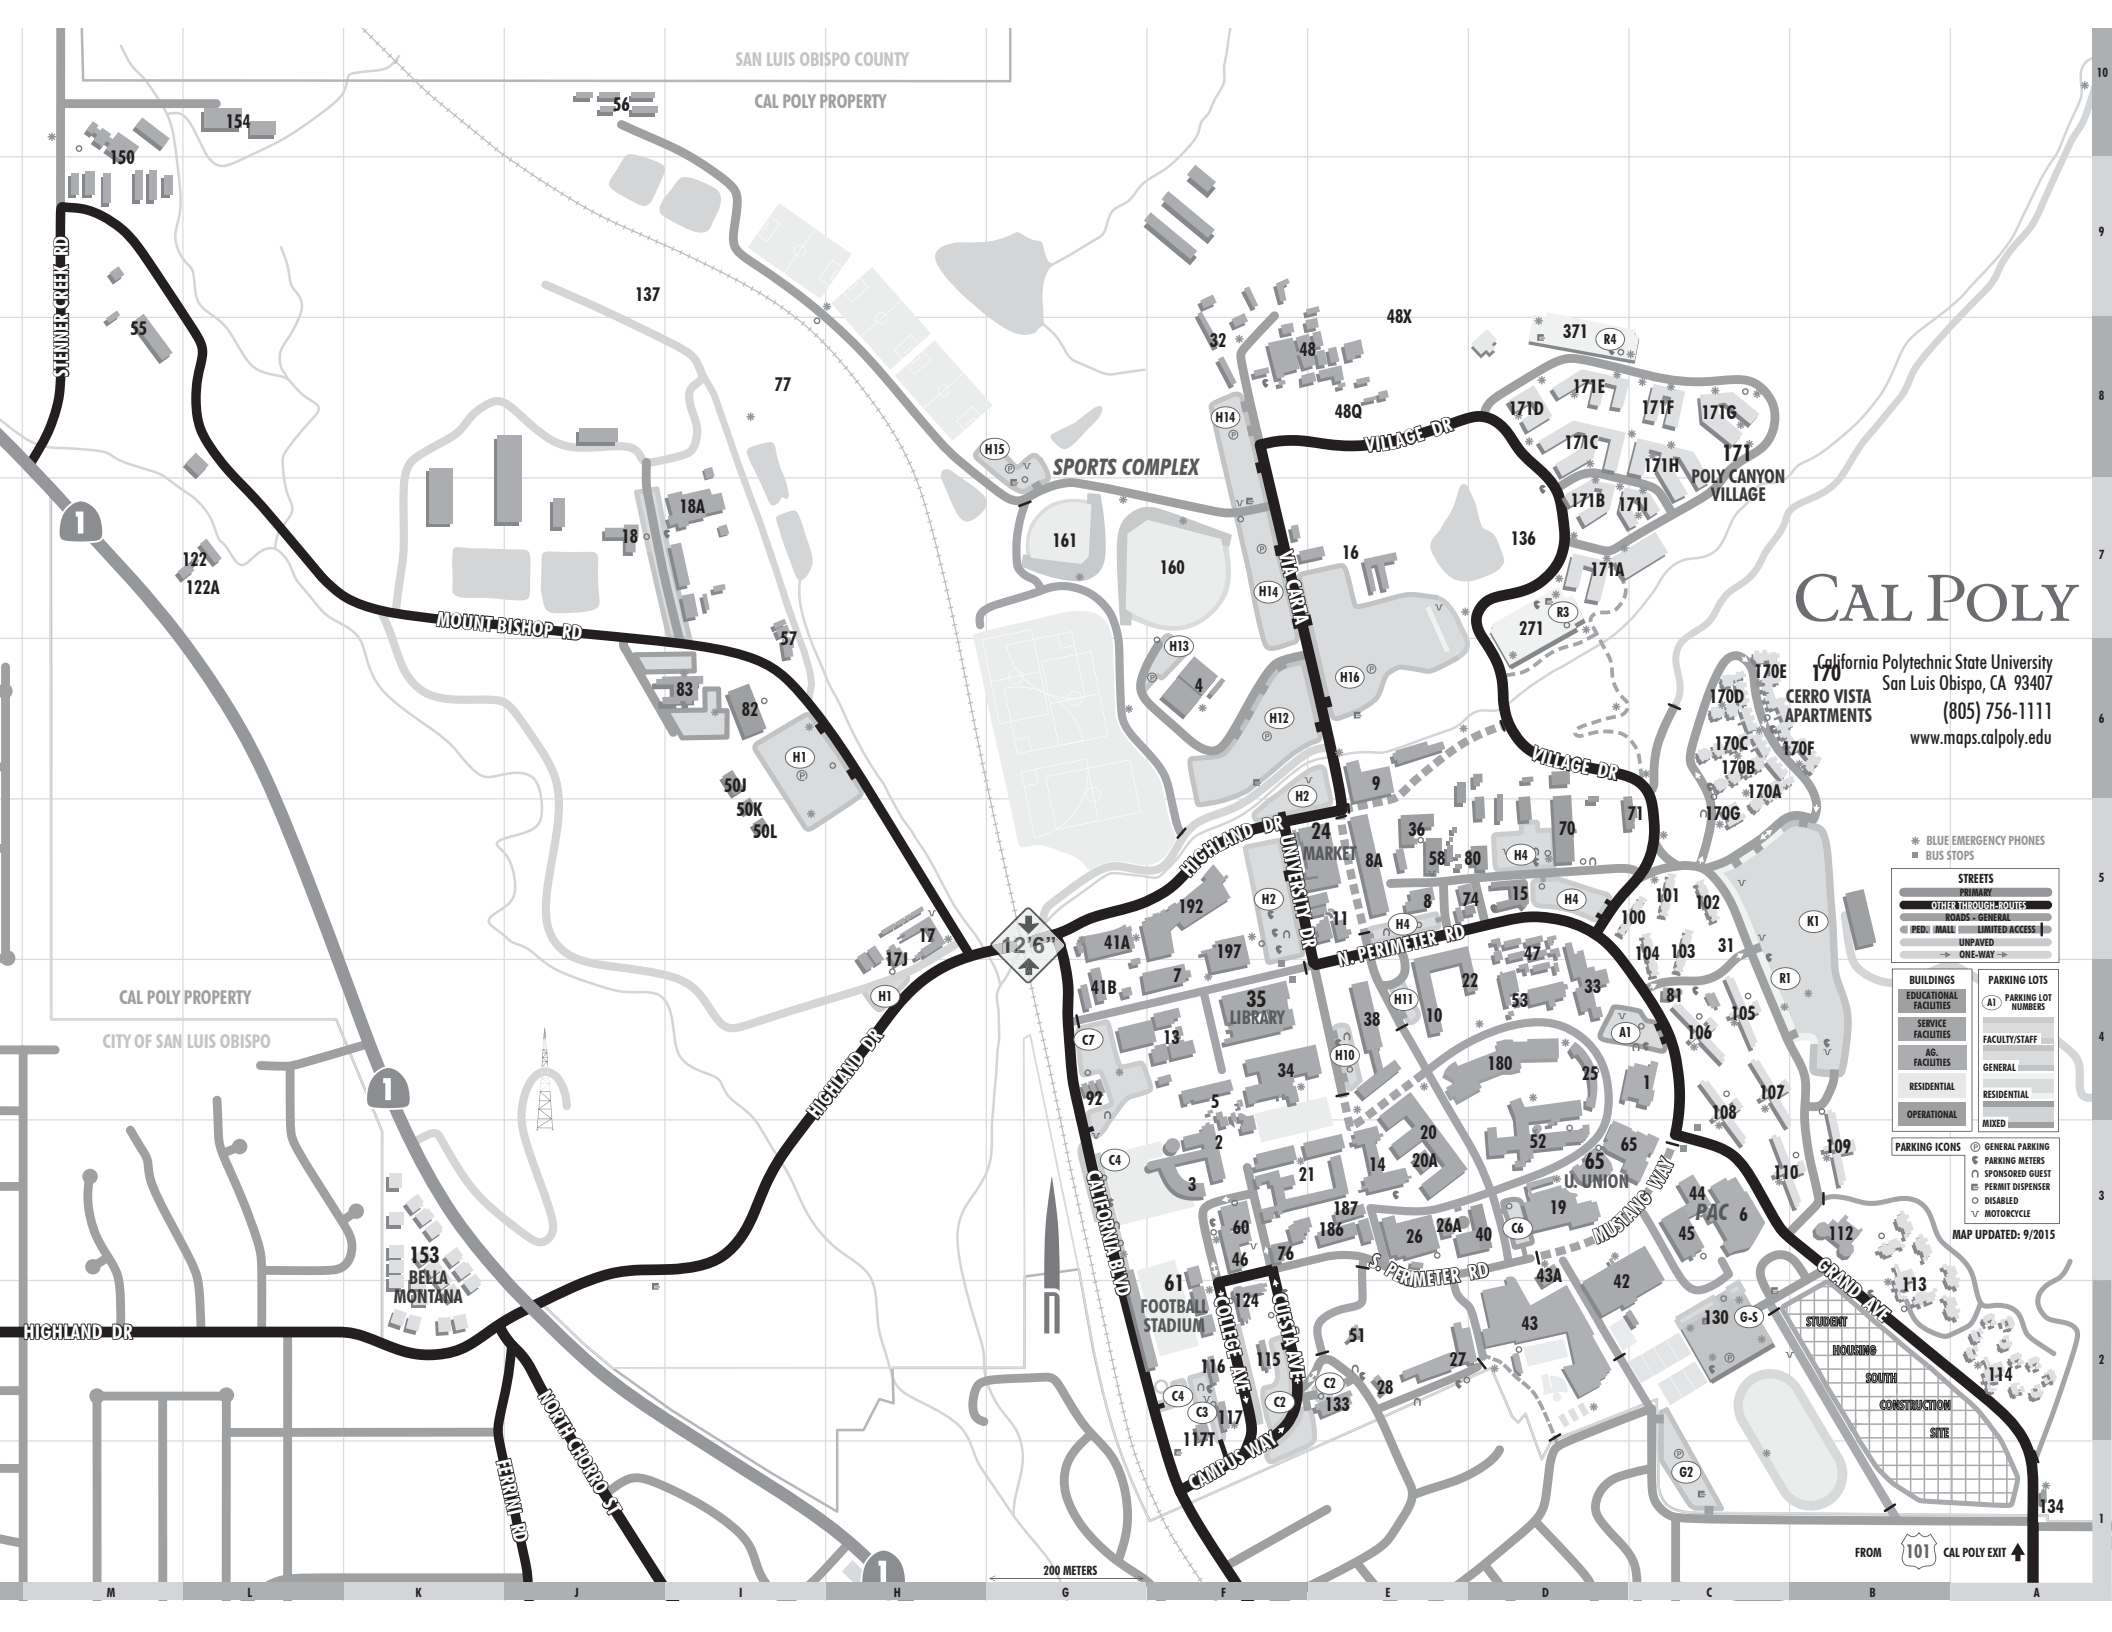 SAN LUIS OBISPO COUNTY
CAL POLY PROPERTY
10
56
154
150
9
STENNER CREEK RD
137
55
32
48X
48
371
R4
77
48Q
H14
8
171E
171D
171F
171G
171C
171H
171
POLY CANYON
VILLAGE
171B
171I
VILLAGE DR
H15
SPORTS COMPLEX
1
18A
18
161
160
16
136
7
122
122A
VIA CARTA
H14
171A
CAL POLY
MOUNT BISHOP RD
57
H13
R3
271
California Polytechnic State University
San Luis Obispo, CA 93407
(805) 756-1111
www.maps.calpoly.edu
170E
170
CERRO VISTA
APARTMENTS
170D
83
82
4
H16
H12
6
170C
170F
170B
170A
170G
H1
50J
50K
50L
VILLAGE DR
H2
9
HIGHLAND DR
UNIVERSITY DR
24
MARKET
8A
36
58
80
H4
70
71
BLUE EMERGENCY PHONES
BUS STOPS
STREETS
PRIMARY
OTHER THROUGH-ROUTES
ROADS - GENERAL
PED. MALL
LIMITED ACCESS
UNPAVED
ONE-WAY
5
192
H2
11
8
74
15
H4
H4
101
102
100
K1
17
17J
12'6"
41A
197
N. PERIMETER RD
104
103
31
H1
41B
7
35
LIBRARY
22
47
53
33
H11
10
38
81
R1
105
106
A1
CAL POLY PROPERTY
CITY OF SAN LUIS OBISPO
BUILDINGS
EDUCATIONAL
FACILITIES
SERVICE
FACILITIES
AG.
FACILITIES
RESIDENTIAL
OPERATIONAL
PARKING LOTS
A1
PARKING LOT
NUMBERS
FACULTY/STAFF
GENERAL
RESIDENTIAL
MIXED
4
C7
13
H10
34
180
25
1
HIGHLAND DR
1
92
5
107
108
PARKING ICONS
GENERAL PARKING
PARKING METERS
SPONSORED GUEST
PERMIT DISPENSER
DISABLED
MOTORCYCLE
MAP UPDATED: 9/2015
C4
2
20
20A
14
52
65
65
U. UNION
109
110
CALIFORNIA BLVD
3
21
187
186
MUSTANG WAY
44
PAC
6
45
3
60
46
76
26
26A
40
C6
19
112
153
BELLA
MONTANA
61
FOOTBALL
STADIUM
S. PERIMETER RD
43A
42
GRAND AVE
113
COLLEGE AVE
124
CUESTA AVE
51
43
130
G-S
STUDENT
HOUSING
SOUTH
CONSTRUCTION
SITE
HIGHLAND DR
116
115
27
28
2
114
C4
C3
117
C2
C2
133
117T
NORTH CHORRO ST
FERRINI RD
CAMPUS WAY
G2
134
1
FROM
101
CAL POLY EXIT
1
200 METERS
M
L
K
J
I
H
G
F
E
D
C
B
A
n